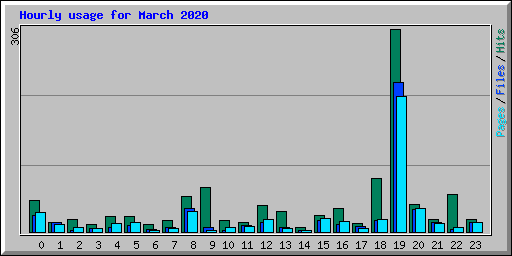 Hourly usage for March 2020
306
Pages/Files/Hits
0 1 2 3 4 5 6 7 8 9 10 11 12 13 14 15 16 17 18 19 20 21 22 23